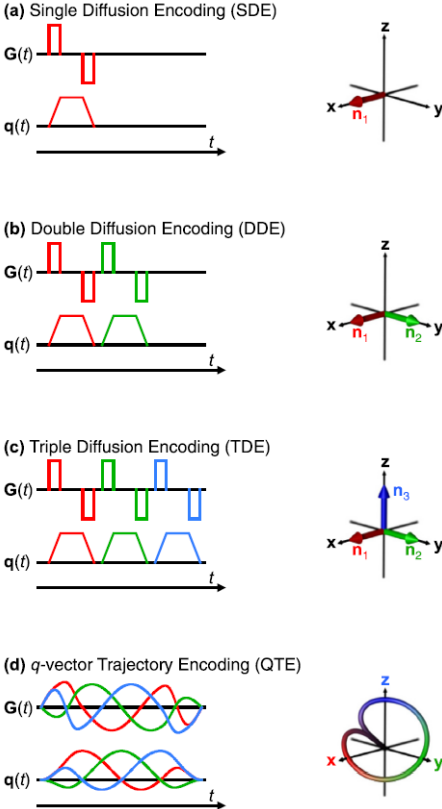 (a) Single Diffusion Encoding (SDE)
G(t)
q(t)
t
z
x
n1
y
(b) Double Diffusion Encoding (DDE)
G(t)
q(t)
t
z
x
n1
n2
y
(c) Triple Diffusion Encoding (TDE)
G(t)
q(t)
t
z
n3
x
n1
n2
y
(d) q-vector Trajectory Encoding (QTE)
G(t)
q(t)
z
x
y